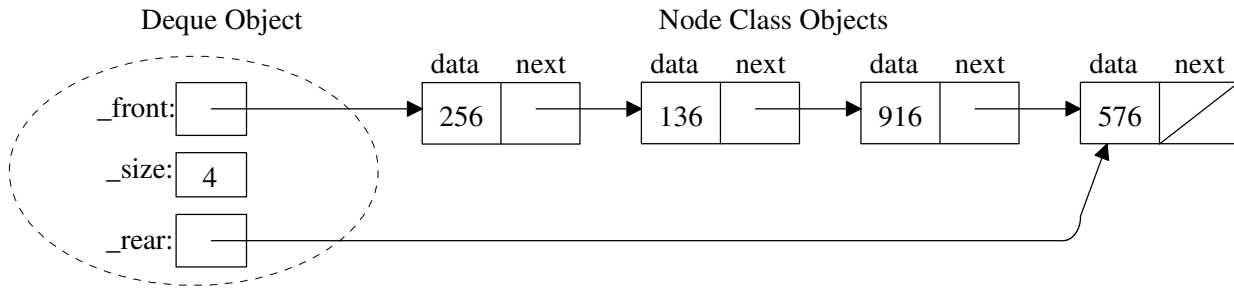 Deque Object Node Class Objects
data next data next data next data next
_front: 256 136 916 576
_size: 4
_rear: